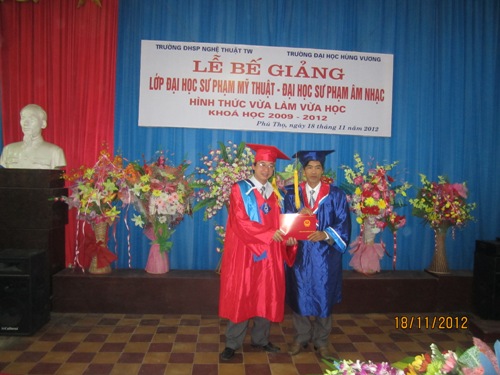 TRƯỜNG ĐHSP NGHỆ THUẬT TW
TRƯỜNG ĐẠI HỌC HÙNG VƯƠNG
LỄ BẾ GIẢNG
LỚP ĐẠI HỌC SƯ PHẠM MỸ THUẬT - ĐẠI HỌC SƯ PHẠM ÂM NHẠC
HÌNH THỨC VỪA LÀM VỪA HỌC
KHOÁ HỌC 2009 - 2012
Phú Thọ, ngày 18 tháng 11 năm 2012
18/11/2012